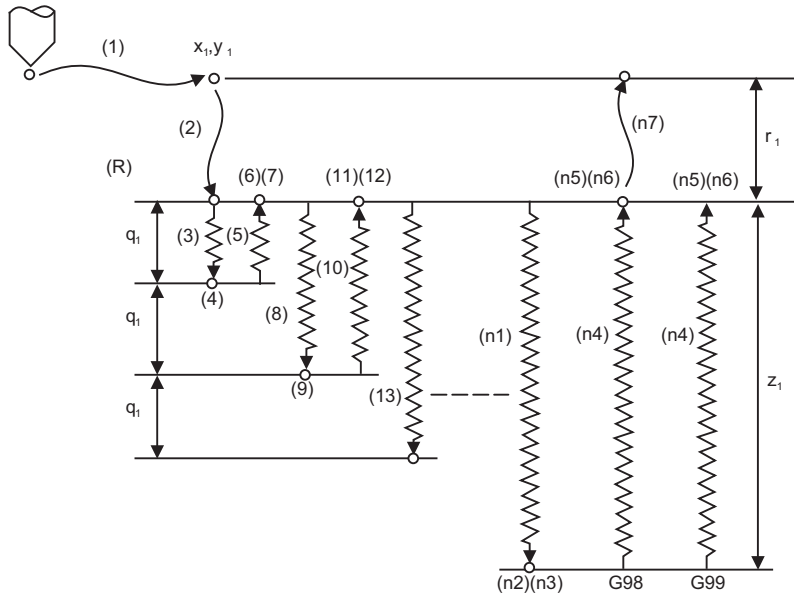 (1)
x₁,y₁
(2)
(n7)
r₁
(R)
(6)(7)
(11)(12)
(n5)(n6)
(n5)(n6)
q₁
(3)
(5)
(10)
(4)
(8)
q₁
(n1)
(n4)
(n4)
(9)
z₁
q₁
(13)
(n2)(n3)
G98
G99